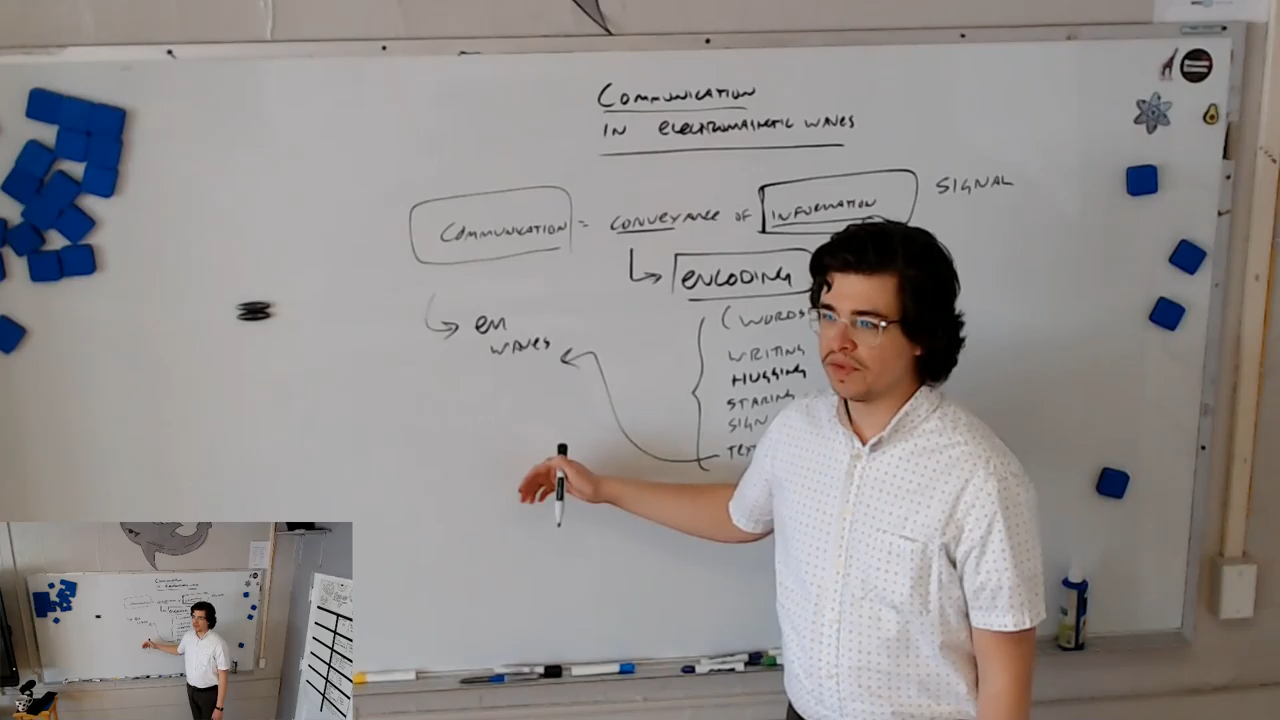 COMMUNICATION
IN ELECTROMAGNETIC WAVES
COMMUNICATION = CONVEYANCE OF INFORMATION SIGNAL
ENCODING
(WORDS
EM
WAVES
WRITING
HUGGING
STARING
SIGN
TEXT